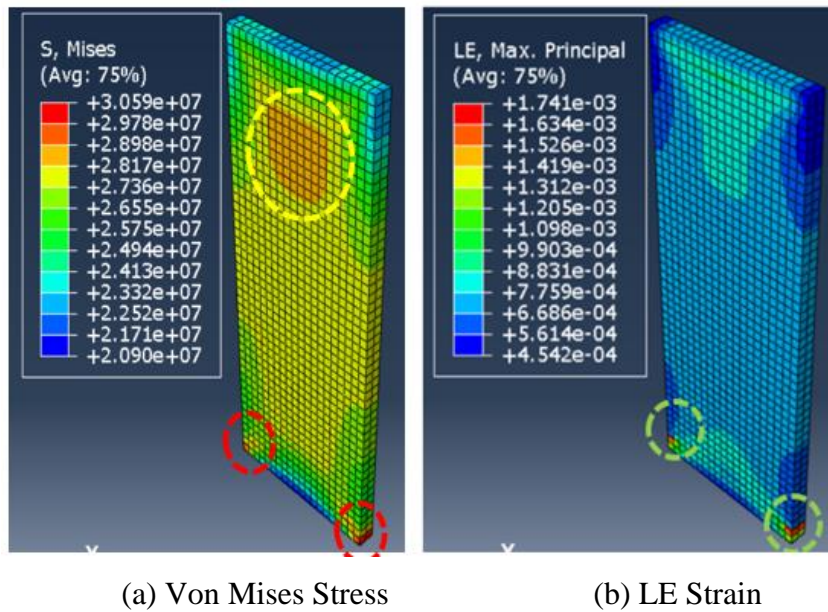 S, Mises
(Avg: 75%)
+3.059e+07
+2.978e+07
+2.898e+07
+2.817e+07
+2.736e+07
+2.655e+07
+2.575e+07
+2.494e+07
+2.413e+07
+2.332e+07
+2.252e+07
+2.171e+07
+2.090e+07
LE, Max. Principal
(Avg: 75%)
+1.741e-03
+1.634e-03
+1.526e-03
+1.419e-03
+1.312e-03
+1.205e-03
+1.098e-03
+9.903e-04
+8.831e-04
+7.759e-04
+6.686e-04
+5.614e-04
+4.542e-04
(a) Von Mises Stress
(b) LE Strain